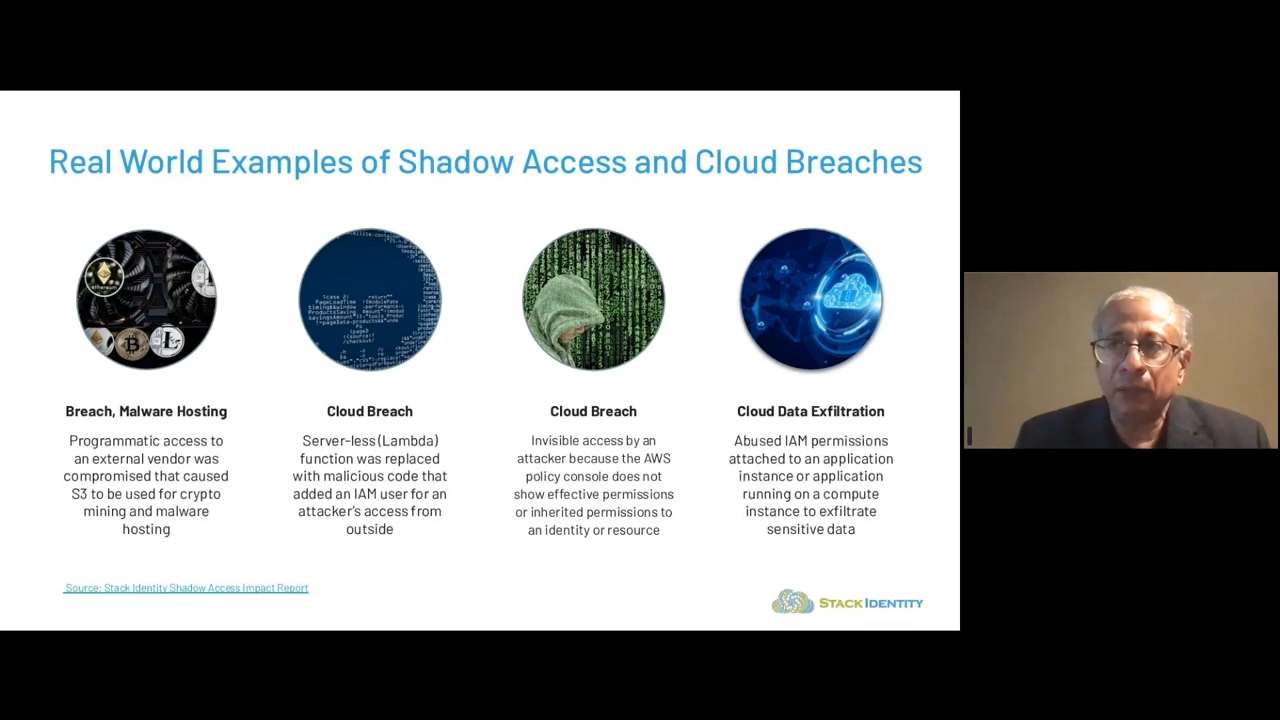 Real World Examples of Shadow Access and Cloud Breaches
ethereum
Breach, Malware Hosting
Programmatic access to
an external vendor was
compromised that caused
S3 to be used for crypto
mining and malware
hosting
Cloud Breach
Server-less (Lambda)
function was replaced
with malicious code that
added an IAM user for an
attacker's access from
outside
Cloud Breach
Invisible access by an
attacker because the AWS
policy console does not
show effective permissions
or inherited permissions to
an identity or resource
Cloud Data Exfiltration
Abused IAM permissions
attached to an application
instance or application
running on a compute
instance to exfiltrate
sensitive data
Source: Stack Identity Shadow Access Impact Report
STACK IDENTITY